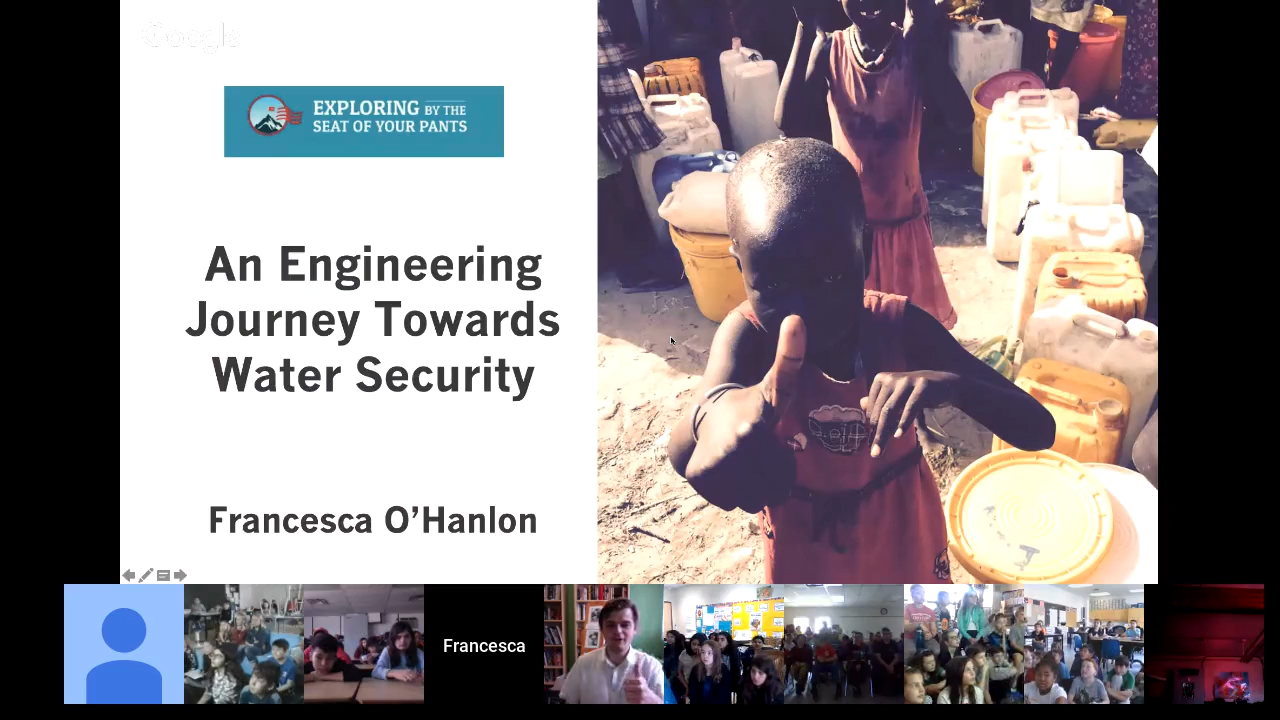 Google
EXPLORING BY THE
SEAT OF YOUR PANTS
An Engineering
Journey Towards
Water Security
Francesca O'Hanlon
Francesca